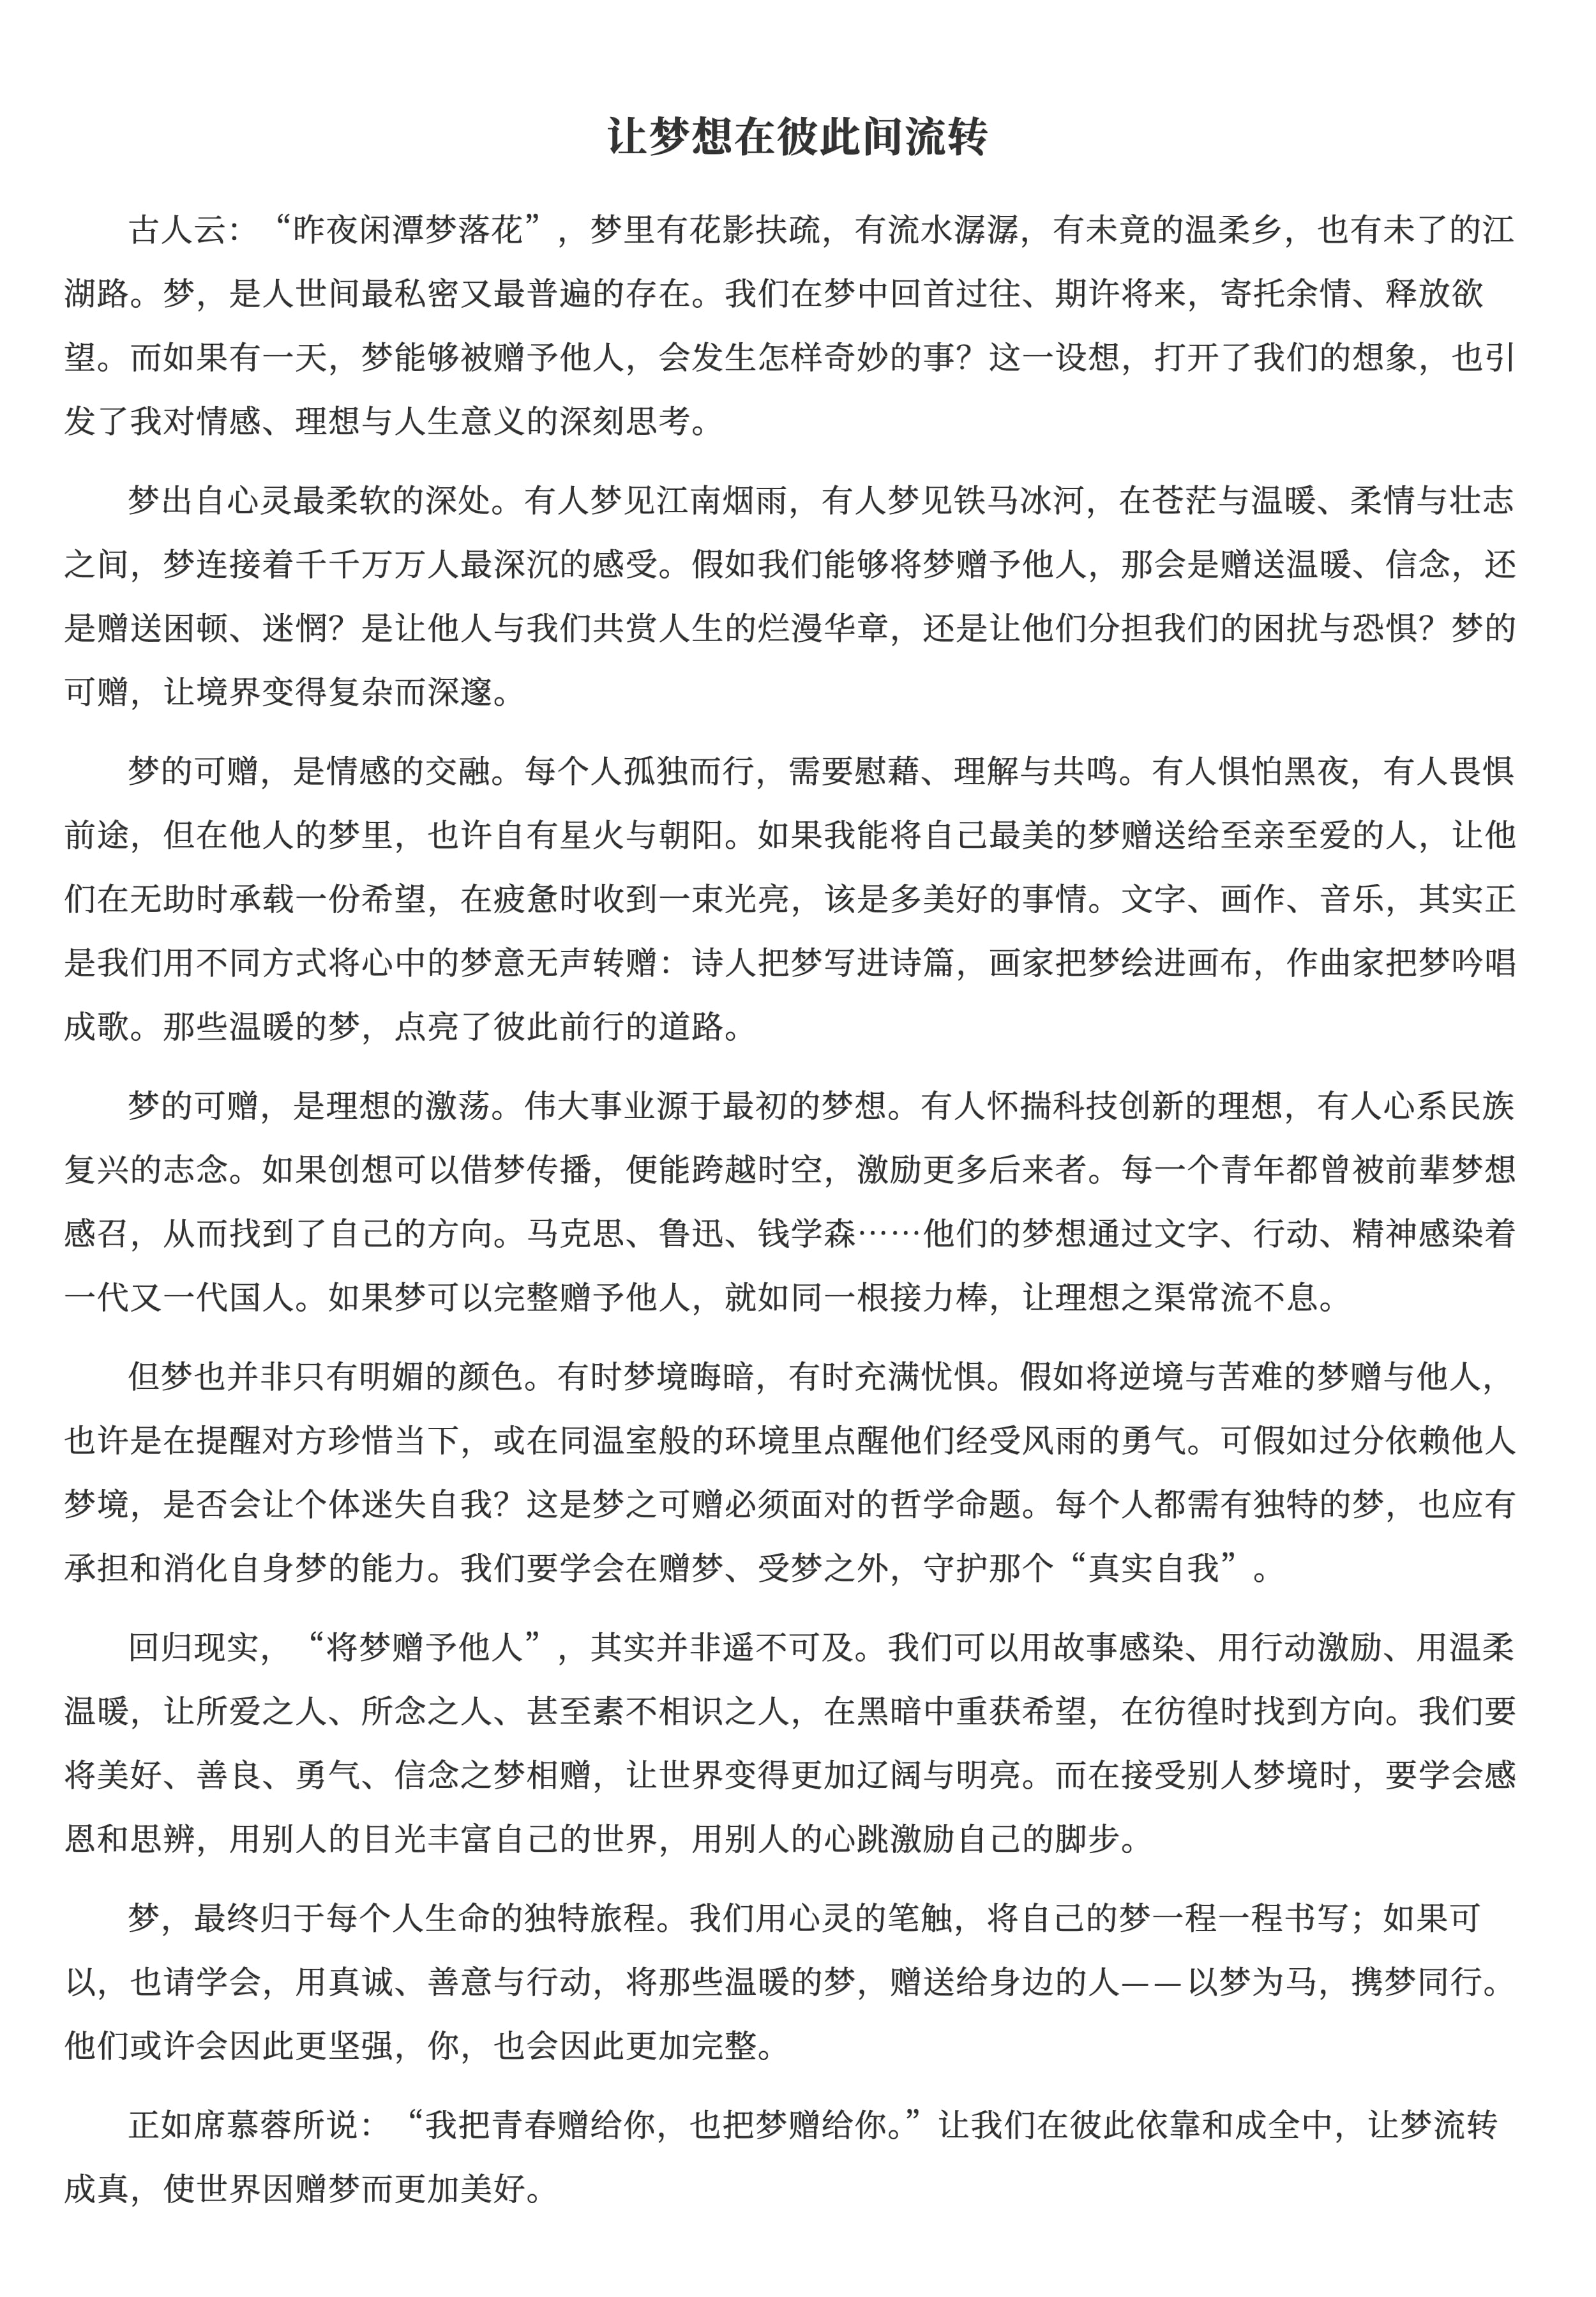 让梦想在彼此间流转
古人云：“昨夜闲潭梦落花”，梦里有花影扶疏，有流水潺潺，有未竟的温柔乡，也有未了的江
湖路。梦，是人世间最私密又最普遍的存在。我们在梦中回首过往、期许将来，寄托余情、释放欲
望。而如果有一天，梦能够被赠予他人，会发生怎样奇妙的事？这一设想，打开了我们的想象，也引
发了我对情感、理想与人生意义的深刻思考。
梦出自心灵最柔软的深处。有人梦见江南烟雨，有人梦见铁马冰河，在苍茫与温暖、柔情与壮志
之间，梦连接着千千万万人最深沉的感受。假如我们能够将梦赠予他人，那会是赠送温暖、信念，还
是赠送困顿、迷惘？是让他人与我们共赏人生的烂漫华章，还是让他们分担我们的困扰与恐惧？梦的
可赠，让境界变得复杂而深邃。
梦的可赠，是情感的交融。每个人孤独而行，需要慰藉、理解与共鸣。有人惧怕黑夜，有人畏惧
前途，但在他人的梦里，也许自有星火与朝阳。如果我能将自己最美的梦赠送给至亲至爱的人，让他
们在无助时承载一份希望，在疲惫时收到一束光亮，该是多美好的事情。文字、画作、音乐，其实正
是我们用不同方式将心中的梦意无声转赠：诗人把梦写进诗篇，画家把梦绘进画布，作曲家把梦吟唱
成歌。那些温暖的梦，点亮了彼此前行的道路。
梦的可赠，是理想的激荡。伟大事业源于最初的梦想。有人怀揣科技创新的理想，有人心系民族
复兴的志念。如果创想可以借梦传播，便能跨越时空，激励更多后来者。每一个青年都曾被前辈梦想
感召，从而找到了自己的方向。马克思、鲁迅、钱学森……他们的梦想通过文字、行动、精神感染着
一代又一代国人。如果梦可以完整赠予他人，就如同一根接力棒，让理想之渠常流不息。
但梦也并非只有明媚的颜色。有时梦境晦暗，有时充满忧惧。假如将逆境与苦难的梦赠与他人，
也许是在提醒对方珍惜当下，或在同温室般的环境里点醒他们经受风雨的勇气。可假如过分依赖他人
梦境，是否会让个体迷失自我？这是梦之可赠必须面对的哲学命题。每个人都需有独特的梦，也应有
承担和消化自身梦的能力。我们要学会在赠梦、受梦之外，守护那个“真实自我”。
回归现实，“将梦赠予他人”，其实并非遥不可及。我们可以用故事感染、用行动激励、用温柔
温暖，让所爱之人、所念之人、甚至素不相识之人，在黑暗中重获希望，在彷徨时找到方向。我们要
将美好、善良、勇气、信念之梦相赠，让世界变得更加辽阔与明亮。而在接受别人梦境时，要学会感
恩和思辨，用别人的目光丰富自己的世界，用别人的心跳激励自己的脚步。
梦，最终归于每个人生命的独特旅程。我们用心灵的笔触，将自己的梦一程一程书写；如果可
以，也请学会，用真诚、善意与行动，将那些温暖的梦，赠送给身边的人——以梦为马，携梦同行。
他们或许会因此更坚强，你，也会因此更加完整。
正如席慕蓉所说：“我把青春赠给你，也把梦赠给你。”让我们在彼此依靠和成全中，让梦流转
成真，使世界因赠梦而更加美好。